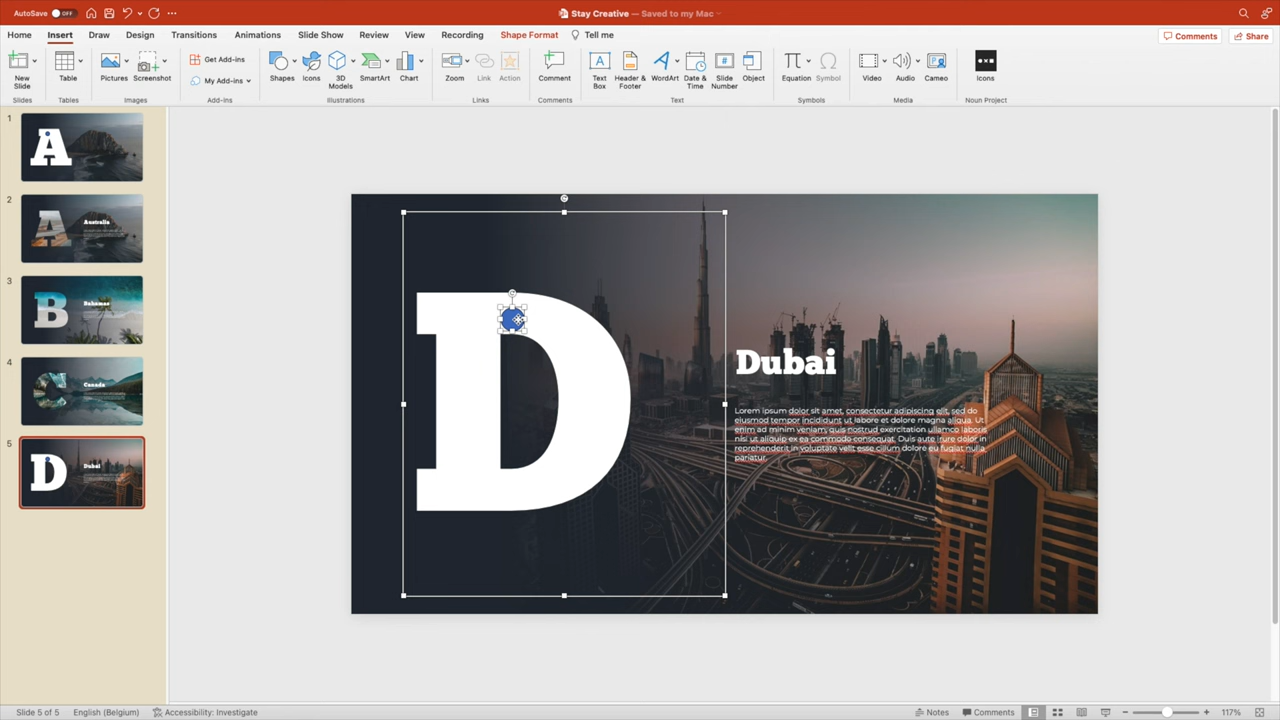 AutoSave OFF
Stay Creative — Saved to my Mac
Home Insert Draw Design Transitions Animations Slide Show Review View Recording Shape Format Tell me
Comments Share
New Slide
Table
Pictures
Screenshot
Get Add-ins
My Add-ins
Shapes
Icons
3D Models
SmartArt
Chart
Zoom
Link
Action
Comment
Text Box
Header & Footer
WordArt
Date & Time
Slide Number
Object
Equation
Symbol
Video
Audio
Cameo
Icons
Slides Tables Images Add-ins Illustrations Links Comments Text Symbols Media Noun Project
1
A
2
A
Australia
3
B
Bahamas
4
C
Canada
5
D
Dubai
D
Dubai
Lorem ipsum dolor sit amet, consectetur adipiscing elit, sed do
eiusmod tempor incididunt ut labore et dolore magna aliqua. Ut
enim ad minim veniam, quis nostrud exercitation ullamco laboris
nisi ut aliquip ex ea commodo consequat. Duis aute irure dolor in
reprehenderit in voluptate velit esse cillum dolore eu fugiat nulla
pariatur.
Slide 5 of 5 English (Belgium) Accessibility: Investigate Notes Comments 117%